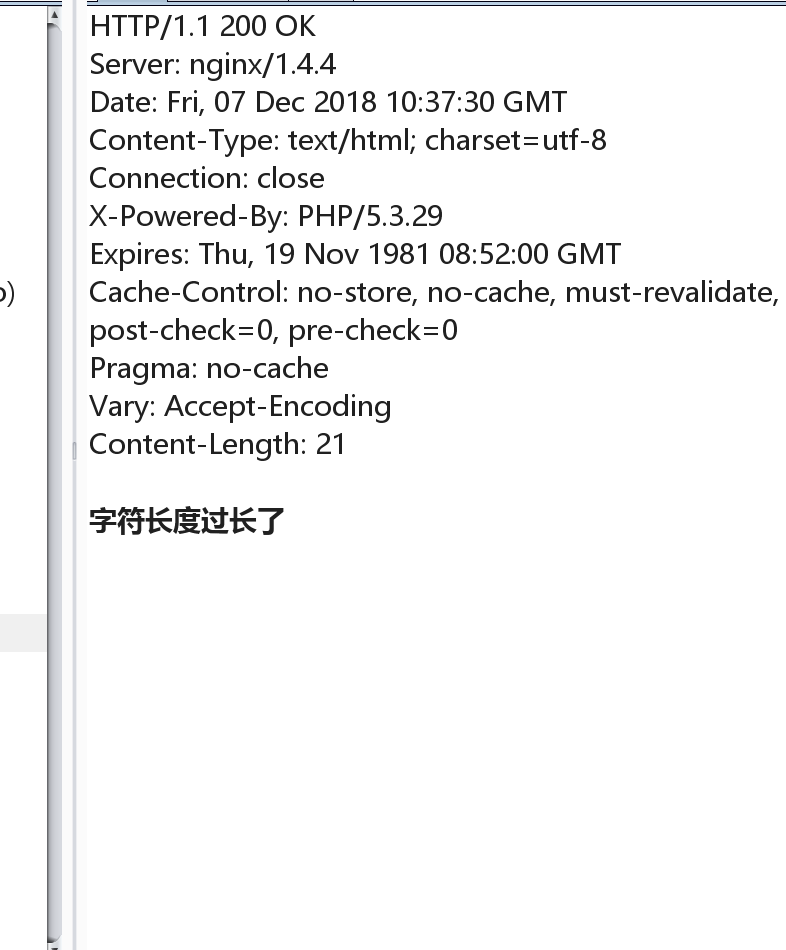 HTTP/1.1 200 OK
Server: nginx/1.4.4
Date: Fri, 07 Dec 2018 10:37:30 GMT
Content-Type: text/html; charset=utf-8
Connection: close
X-Powered-By: PHP/5.3.29
Expires: Thu, 19 Nov 1981 08:52:00 GMT
o)
Cache-Control: no-store, no-cache, must-revalidate,
post-check=0, pre-check=0
Pragma: no-cache
Vary: Accept-Encoding
Content-Length: 21
字符长度过长了